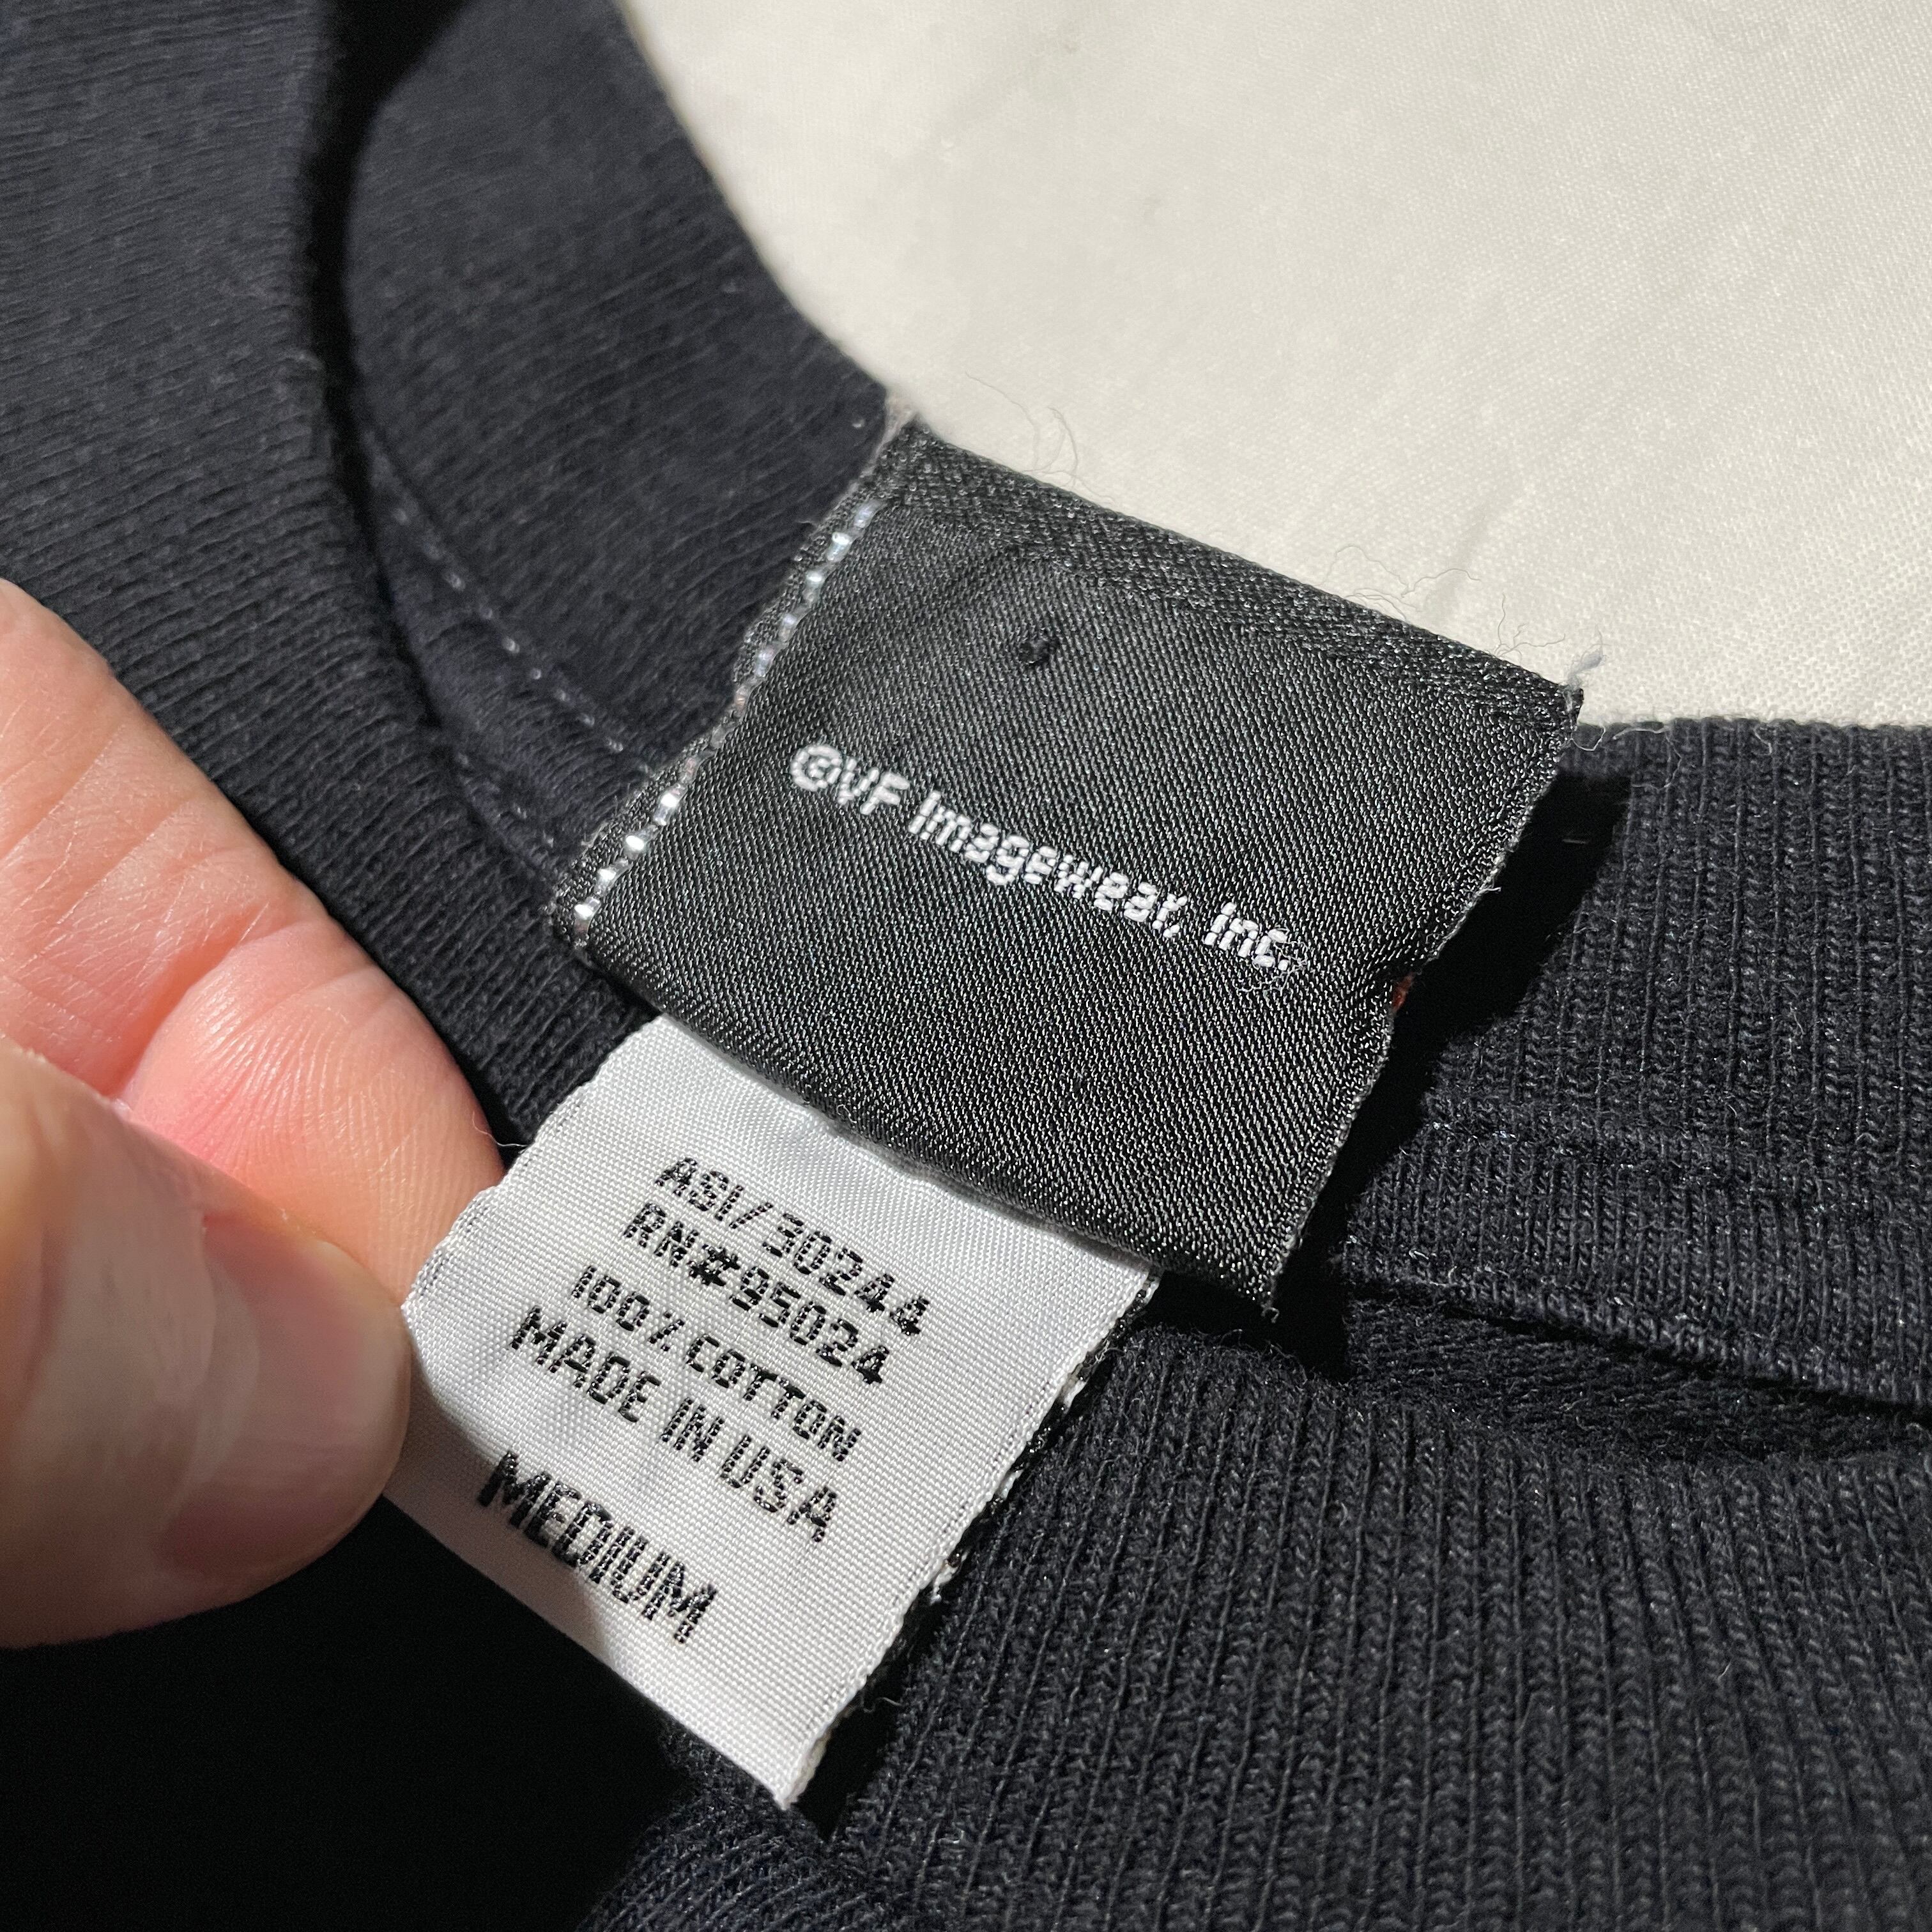 ©VF Imagewear, Inc.
ASI/30244
RN#95024
100% COTTON
MADE IN USA
MEDIUM